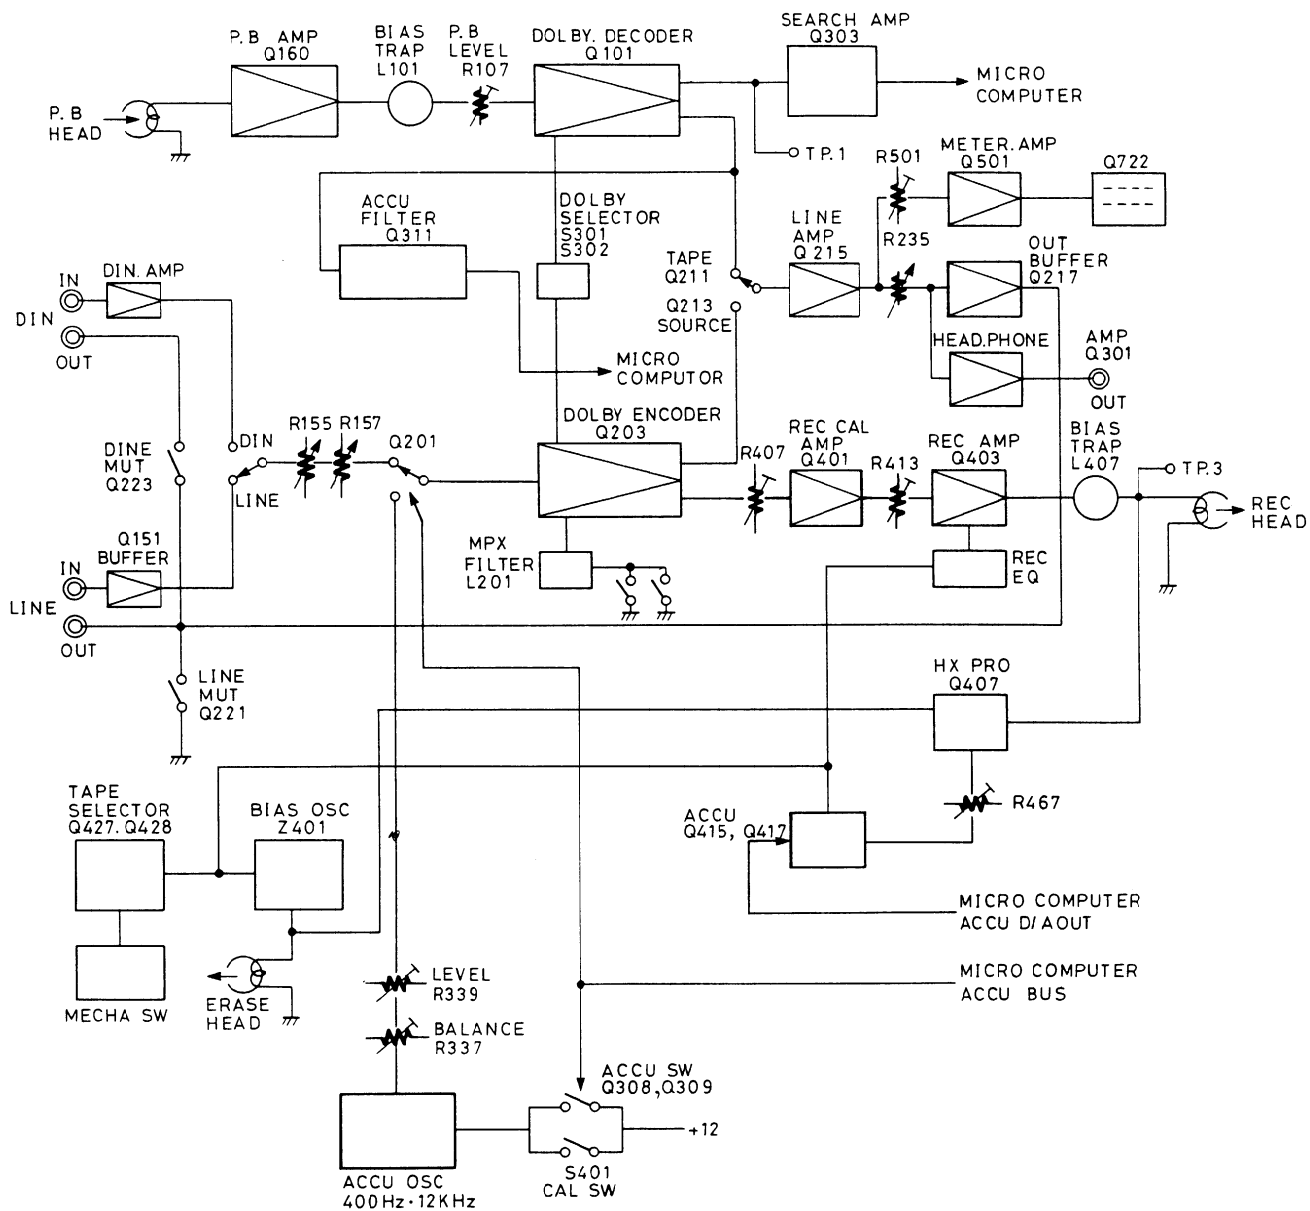 P.B AMP
Q160
BIAS
TRAP
L101
P.B
LEVEL
R107
DOLBY. DECODER
Q101
SEARCH AMP
Q303
MICRO
COMPUTER
P.B
HEAD
TP.1
ACCU
FILTER
Q311
DOLBY
SELECTOR
S301
S302
R501
METER. AMP
Q501
Q722
LINE
AMP
Q215
R235
OUT
BUFFER
Q217
TAPE
Q211
Q213
SOURCE
DIN. AMP
IN
DIN
OUT
HEAD.PHONE
AMP
Q301
OUT
MICRO
COMPUTOR
DOLBY ENCODER
Q203
R155
R157
Q201
DIN
LINE
DINE
MUT
Q223
R407
REC CAL
AMP
Q401
R413
REC AMP
Q403
BIAS
TRAP
L407
TP.3
REC
HEAD
Q151
BUFFER
IN
LINE
OUT
MPX
FILTER
L201
REC
EQ
LINE
MUT
Q221
HX PRO
Q407
R467
TAPE
SELECTOR
Q427. Q428
BIAS OSC
Z401
ACCU
Q415, Q417
MICRO COMPUTER
ACCU D/AOUT
MICRO COMPUTER
ACCU BUS
MECHA SW
ERASE
HEAD
LEVEL
R339
BALANCE
R337
ACCU SW
Q308,Q309
+12
S401
CAL SW
ACCU OSC
400Hz·12KHz